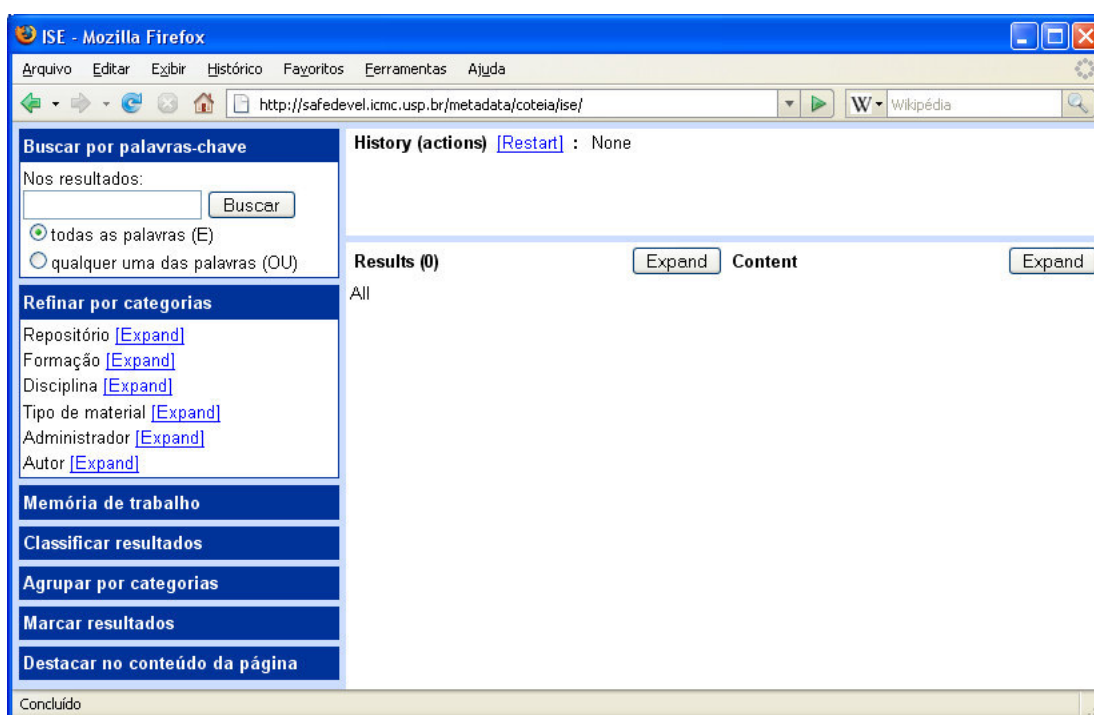 ISE - Mozilla Firefox
Arquivo Editar Exibir Histórico Favoritos Ferramentas Ajuda
http://safedevel.icmc.usp.br/metadata/coteia/ise/ W Wikipédia
Buscar por palavras-chave
Nos resultados:
Buscar
todas as palavras (E)
qualquer uma das palavras (OU)
Refinar por categorias
Repositório [Expand]
Formação [Expand]
Disciplina [Expand]
Tipo de material [Expand]
Administrador [Expand]
Autor [Expand]
Memória de trabalho
Classificar resultados
Agrupar por categorias
Marcar resultados
Destacar no conteúdo da página
History (actions) [Restart] : None
Results (0) Expand Content Expand
All
Concluído